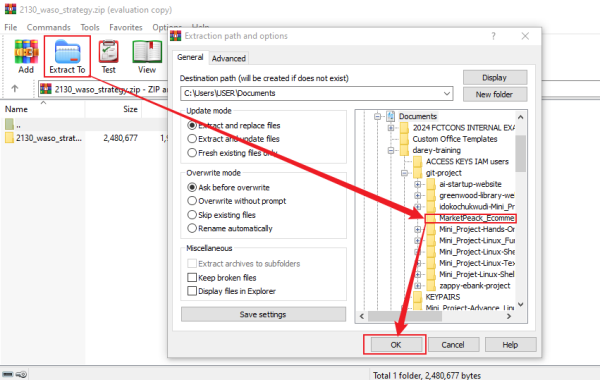 2130_waso_strategy.zip (evaluation copy)
File Commands Tools Favorites Options Help
Add Extract To Test View
2130_waso_strategy.zip - ZIP ar
Name Size
..
2130_waso_strat... 2,480,677 1,9
Total 1 folder, 2,480,677 bytes
Extraction path and options
General Advanced
Destination path (will be created if does not exist)
C:\Users\USER\Documents
Display
New folder
Update mode
Extract and replace files
Extract and update files
Fresh existing files only
Overwrite mode
Ask before overwrite
Overwrite without prompt
Skip existing files
Rename automatically
Miscellaneous
Extract archives to subfolders
Keep broken files
Display files in Explorer
Save settings
Documents
2024 FCTCONS INTERNAL EXA
Custom Office Templates
darey-training
ACCESS KEYS IAM users
git-project
ai-startup-website
greenwood-library-we
idokochukwudi-Mini_Pr
MarketPeack_Ecomme
Mini_Project-Hands-Or
Mini_Project-Linux_Fur
Mini_Projet-Linux-Shel
Mini_Projet-Linux-Tex
Mini_Projet-Linux-Shel
zappy-ebank-project
KEYPAIRS
Mini_Project-Advance_Linu
OK Cancel Help